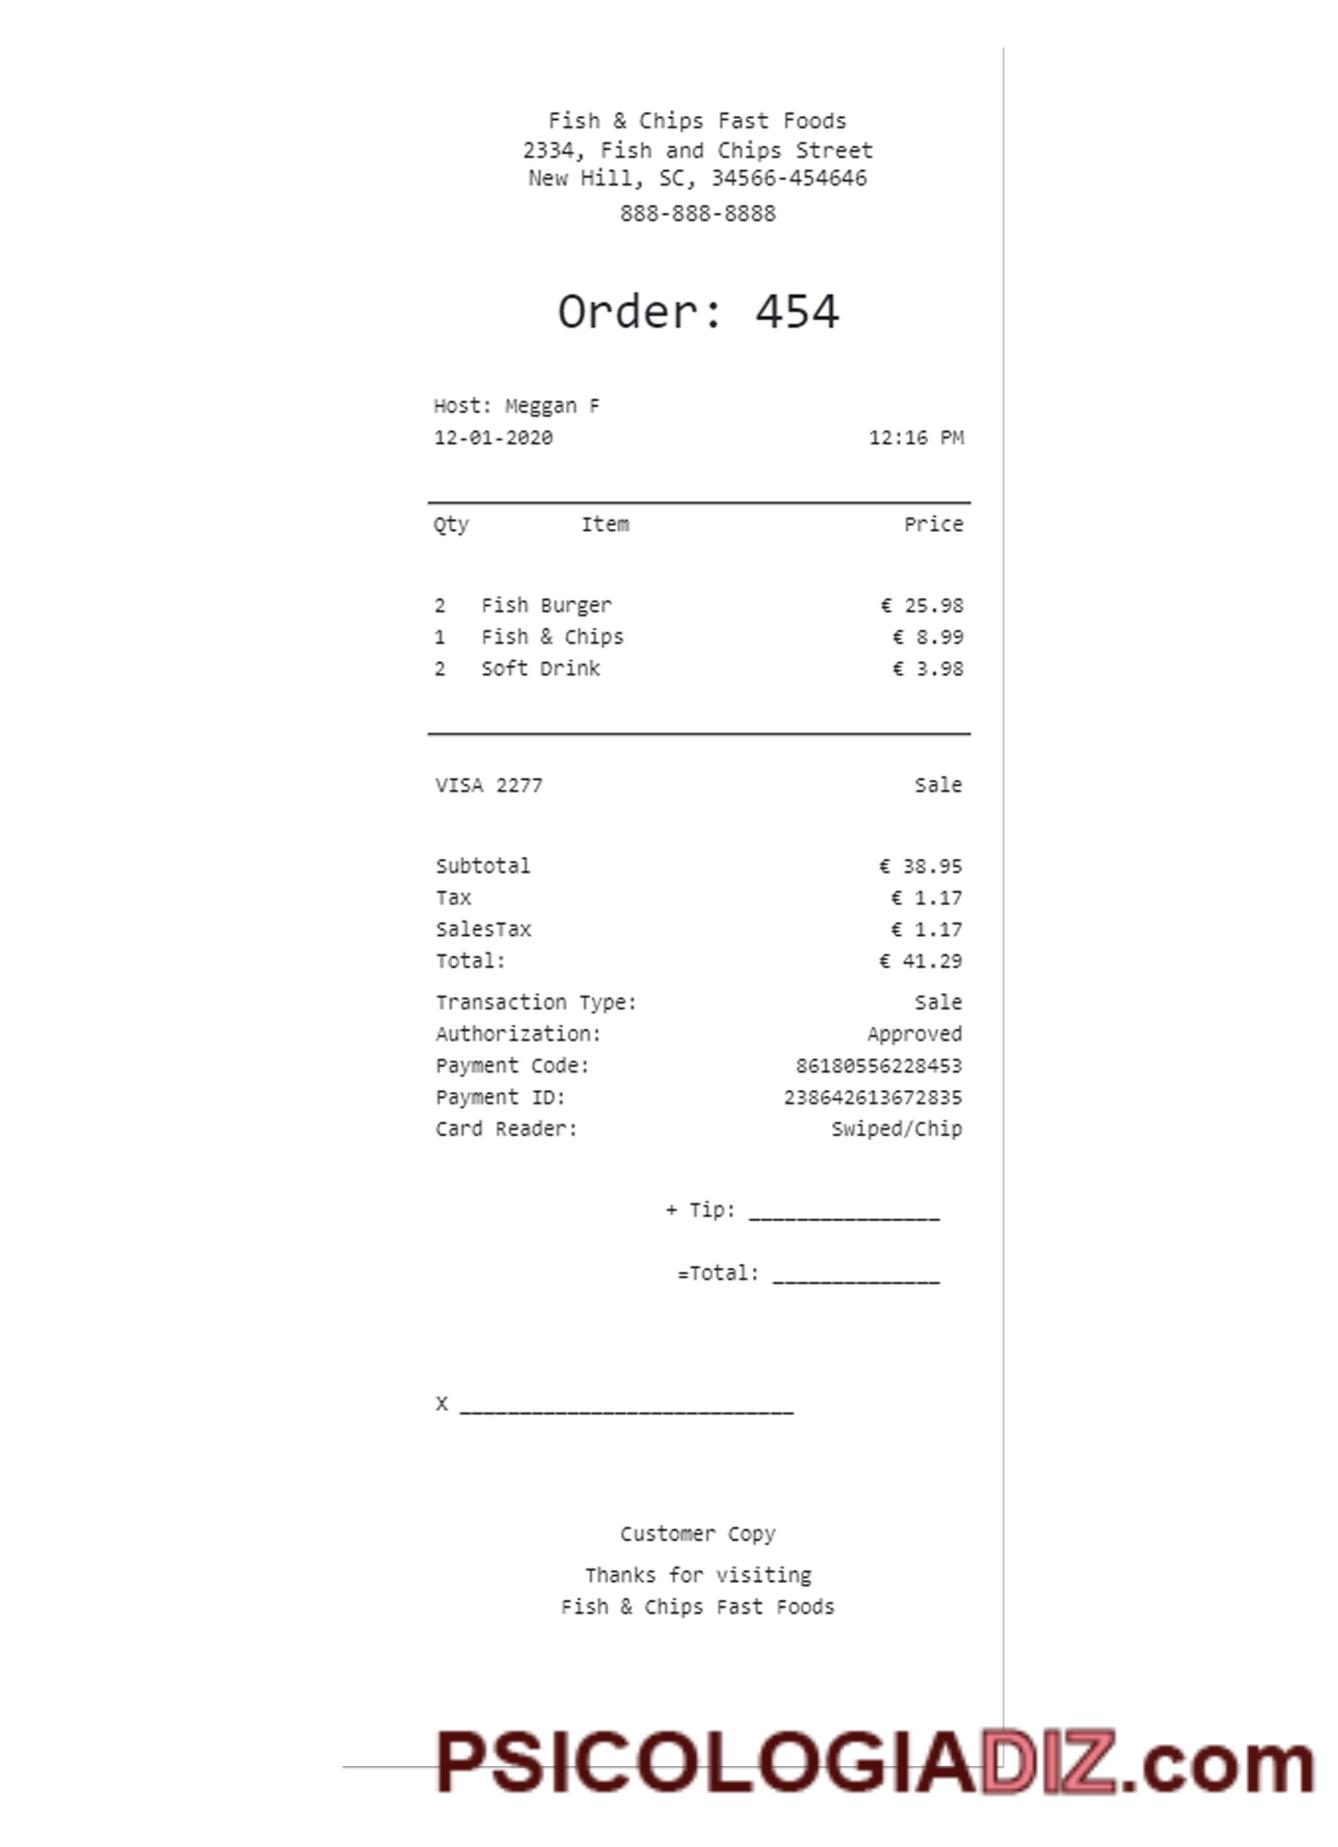 Fish & Chips Fast Foods
2334, Fish and Chips Street
New Hill, SC, 34566-454646
888-888-8888
Order: 454
Host: Meggan F
12-01-2020 12:16 PM
Qty Item Price
2 Fish Burger € 25.98
1 Fish & Chips € 8.99
2 Soft Drink € 3.98
VISA 2277 Sale
Subtotal € 38.95
Tax € 1.17
SalesTax € 1.17
Total: € 41.29
Transaction Type: Sale
Authorization: Approved
Payment Code: 86180556228453
Payment ID: 238642613672835
Card Reader: Swiped/Chip
+ Tip: ________________
=Total: ______________
X ____________________________
Customer Copy
Thanks for visiting
Fish & Chips Fast Foods
PSICOLOGIADIZ.com